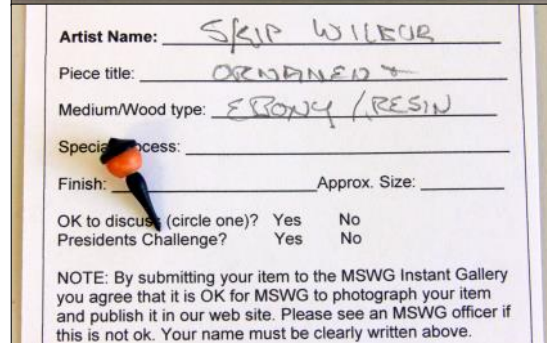 Artist Name: SKIP WILBUR
Piece title: ORNAMENT
Medium/Wood type: EBONY / RESIN
Special Process:
Finish: Approx. Size:
OK to discuss (circle one)? Yes No
Presidents Challenge? Yes No
NOTE: By submitting your item to the MSWG Instant Gallery
you agree that it is OK for MSWG to photograph your item
and publish it in our web site. Please see an MSWG officer if
this is not ok. Your name must be clearly written above.